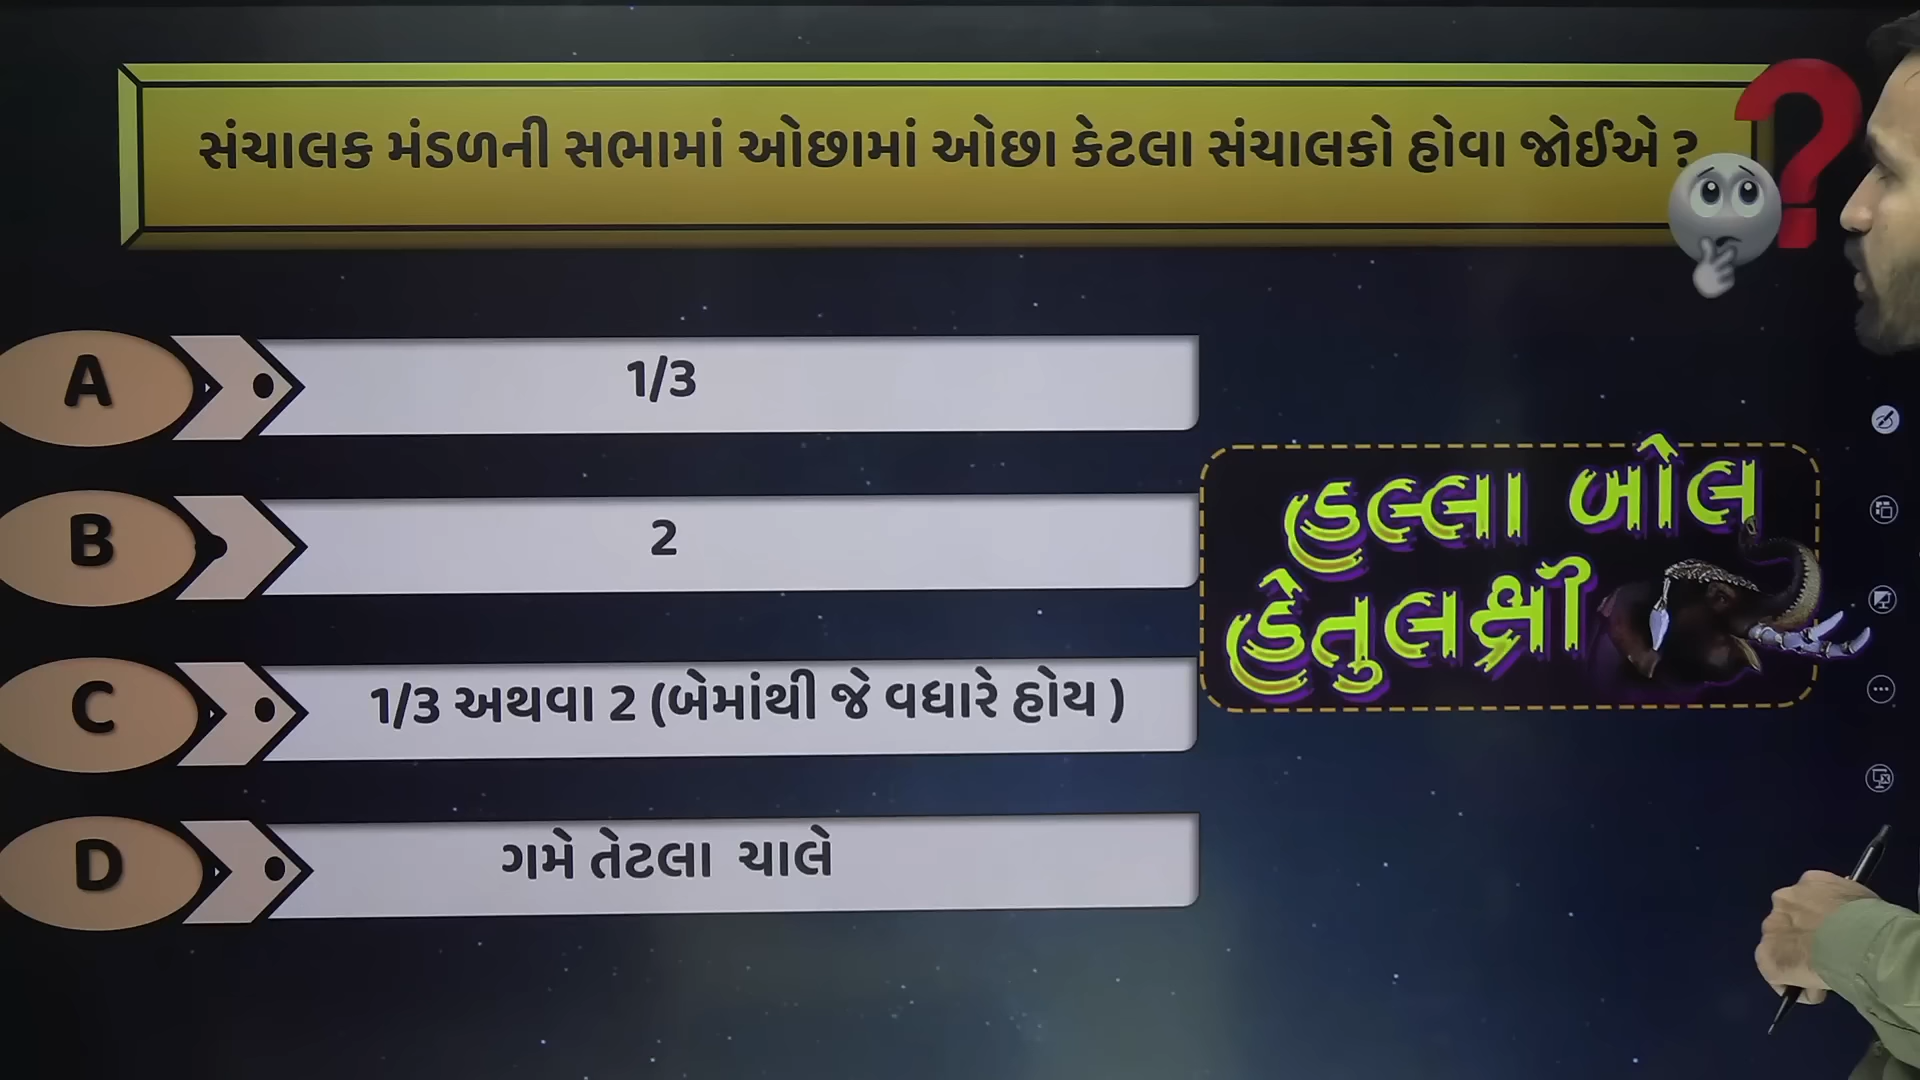 સંચાલક મંડળની સભામાં ઓછામાં ઓછા કેટલા સંચાલકો હોવા જોઈએ ?
A
1/3
B
2
C
1/3 અથવા 2 (બેમાંથી જે વધારે હોય )
D
ગમે તેટલા ચાલે
હલ્લા બોલ
હેતુલક્ષી